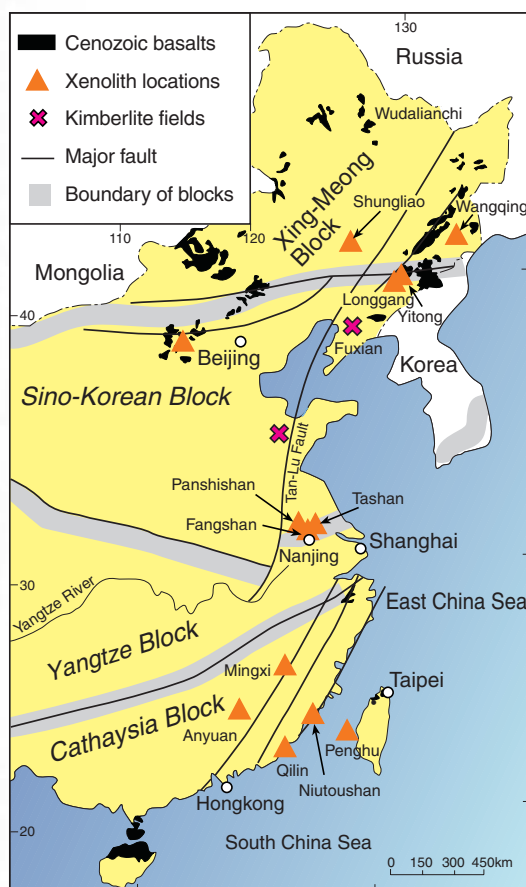 Cenozoic basalts
Xenolith locations
Kimberlite fields
Major fault
Boundary of blocks
130
Russia
Wudalianchi
Xing-Meong
Block
Shungliao
Wangqing
110
120
Mongolia
Longgang
Yitong
40
Beijing
Fuxian
Korea
Sino-Korean Block
Tan-Lu Fault
Panshishan
Tashan
Fangshan
Nanjing
Shanghai
30
Yangtze River
East China Sea
Yangtze Block
Mingxi
Taipei
Cathaysia Block
Anyuan
Penghu
Qilin
Niutoushan
Hongkong
20
South China Sea
0 150 300 450km